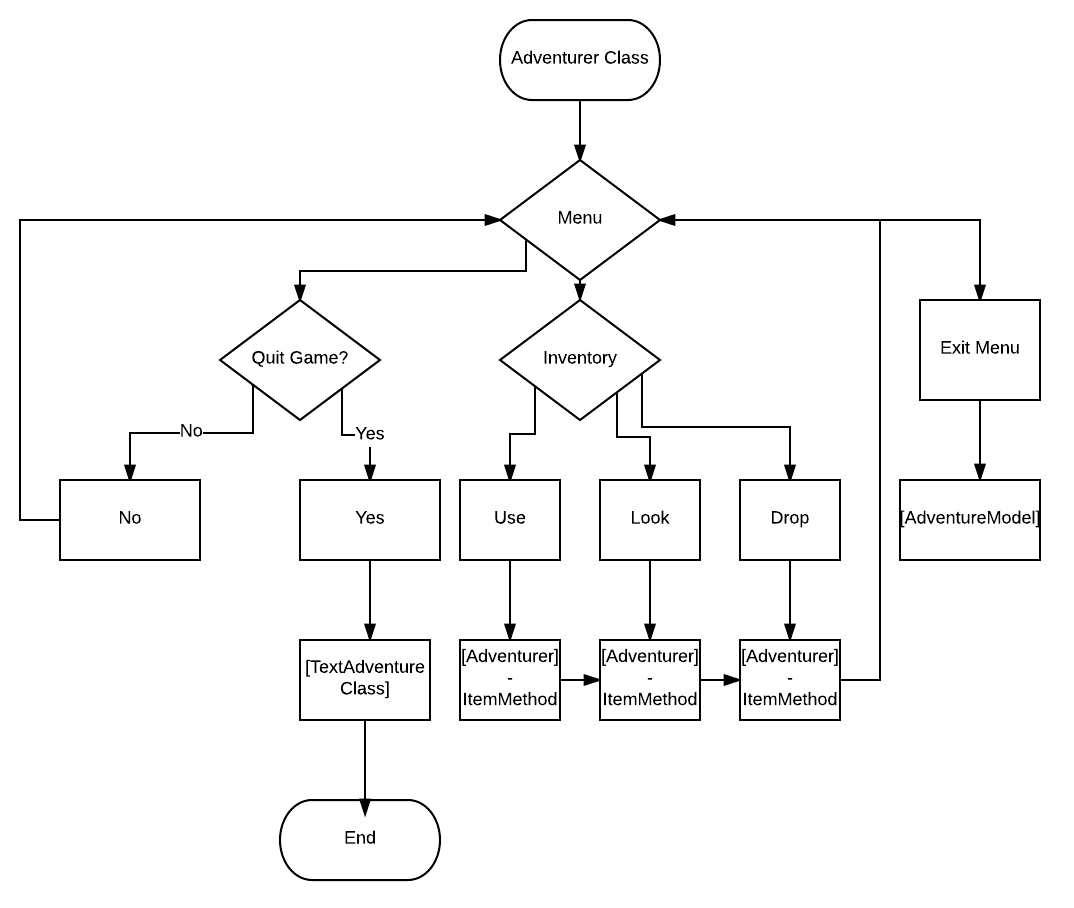 Adventurer Class
Menu
Quit Game?
Inventory
Exit Menu
No
Yes
No
Yes
Use
Look
Drop
[AdventureModel]
[TextAdventure
Class]
[Adventurer]
-
ItemMethod
[Adventurer]
-
ItemMethod
[Adventurer]
-
ItemMethod
End